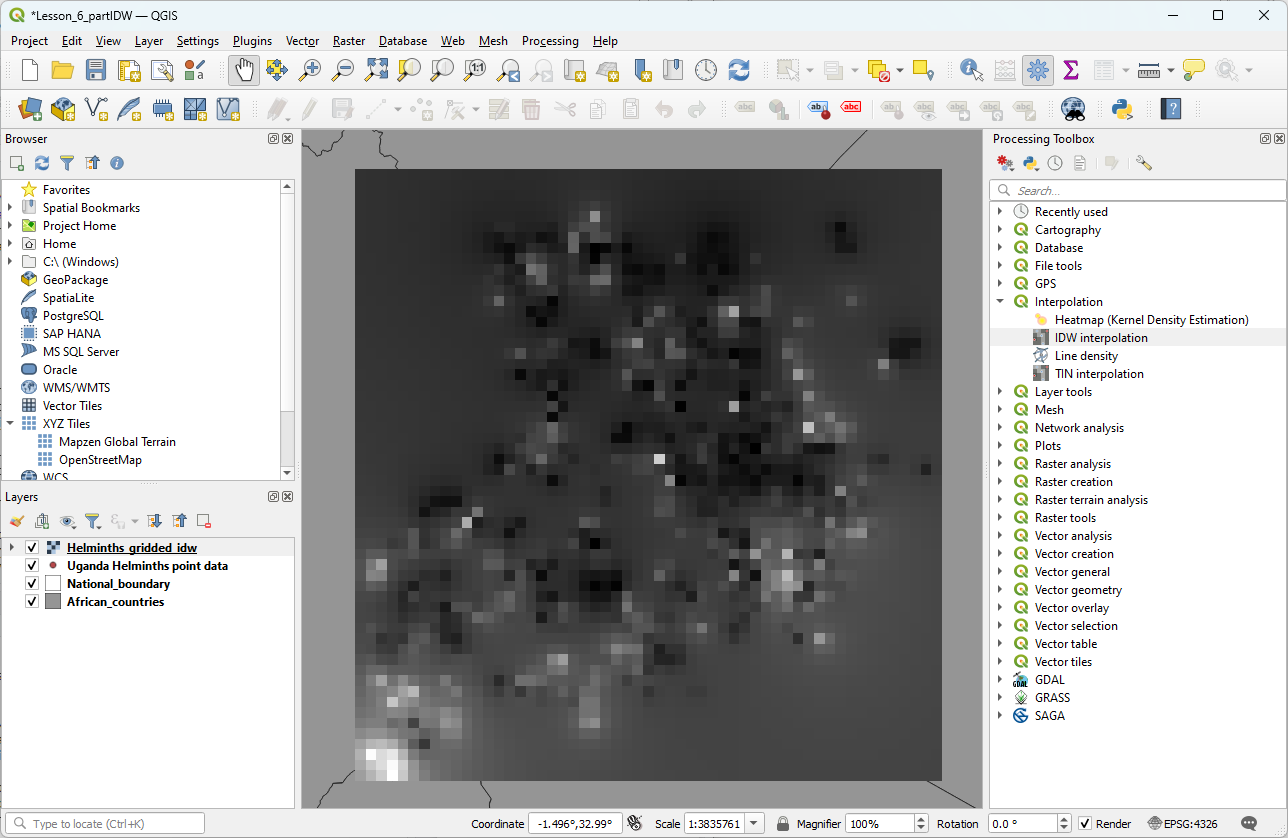 *Lesson_6_partIDW — QGIS
Project Edit View Layer Settings Plugins Vector Raster Database Web Mesh Processing Help
Browser
Favorites
Spatial Bookmarks
Project Home
Home
C:\ (Windows)
GeoPackage
SpatiaLite
PostgreSQL
SAP HANA
MS SQL Server
Oracle
WMS/WMTS
Vector Tiles
XYZ Tiles
Mapzen Global Terrain
OpenStreetMap
WCS
Layers
Helminths_gridded_idw
Uganda Helminths point data
National_boundary
African_countries
Processing Toolbox
Search...
Recently used
Cartography
Database
File tools
GPS
Interpolation
Heatmap (Kernel Density Estimation)
IDW interpolation
Line density
TIN interpolation
Layer tools
Mesh
Network analysis
Plots
Raster analysis
Raster creation
Raster terrain analysis
Raster tools
Vector analysis
Vector creation
Vector general
Vector geometry
Vector overlay
Vector selection
Vector table
Vector tiles
GDAL
GRASS
SAGA
Type to locate (Ctrl+K) Coordinate -1.496°,32.99° Scale 1:3835761 Magnifier 100% Rotation 0.0 ° Render EPSG:4326